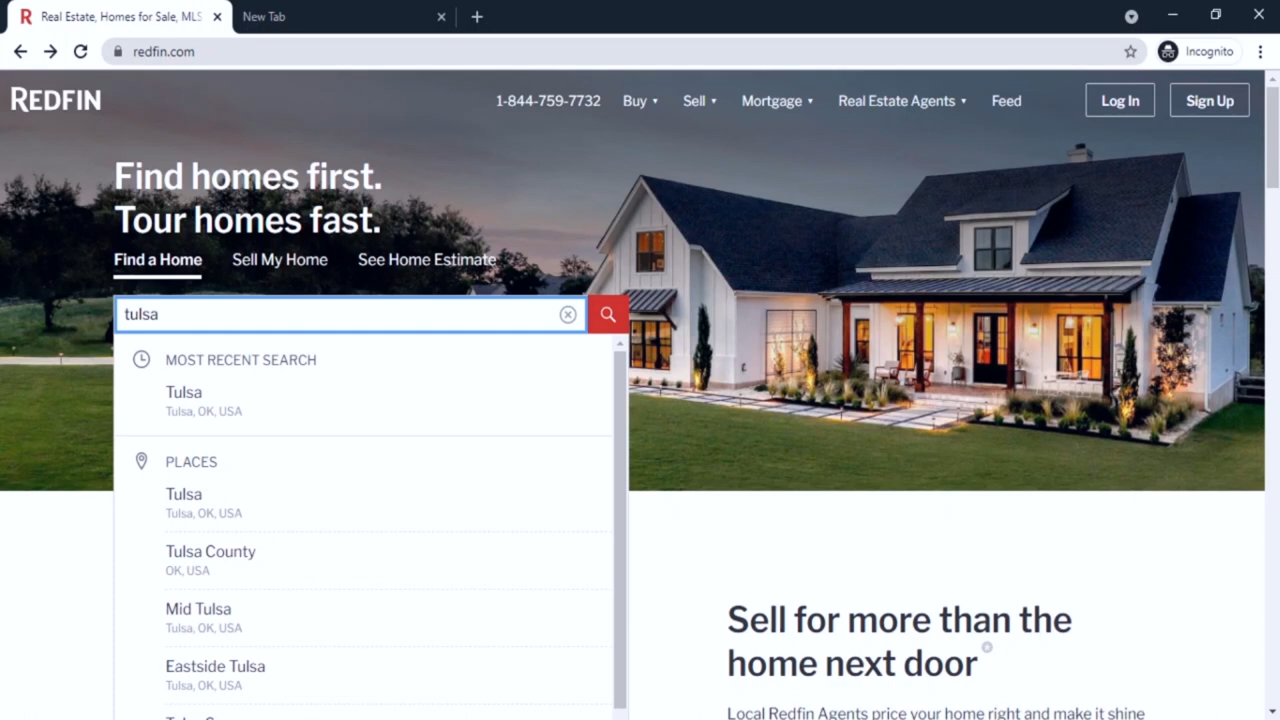 Real Estate, Homes for Sale, MLS
New Tab
redfin.com
Incognito
REDFIN
1-844-759-7732
Buy
Sell
Mortgage
Real Estate Agents
Feed
Log In
Sign Up
Find homes first.
Tour homes fast.
Find a Home
Sell My Home
See Home Estimate
tulsa
MOST RECENT SEARCH
Tulsa
Tulsa, OK, USA
PLACES
Tulsa
Tulsa, OK, USA
Tulsa County
OK, USA
Mid Tulsa
Tulsa, OK, USA
Eastside Tulsa
Tulsa, OK, USA
Sell for more than the
home next door
Local Redfin Agents price your home right and make it shine